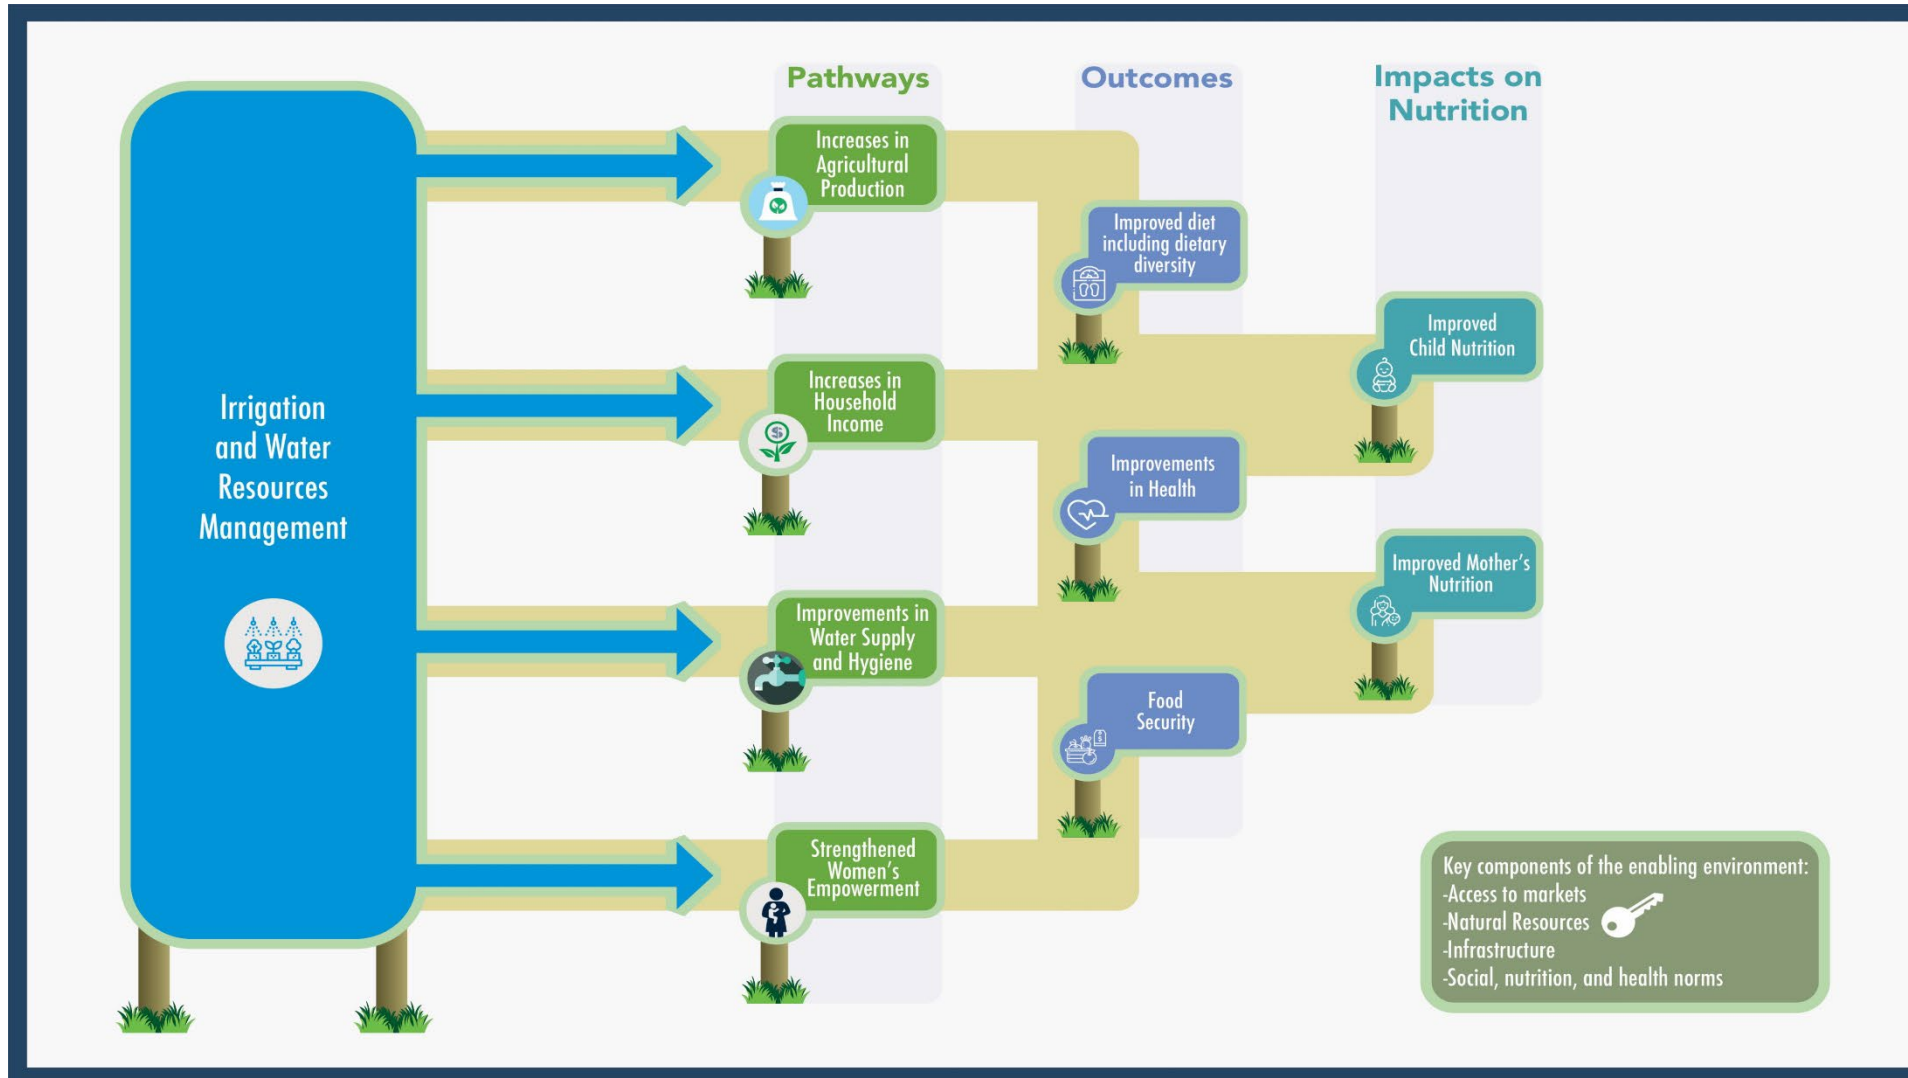 Pathways
Outcomes
Impacts on
Nutrition
Irrigation
and Water
Resources
Management
Increases in
Agricultural
Production
Increases in
Household
Income
Improvements in
Water Supply
and Hygiene
Strengthened
Women's
Empowerment
Improved diet
including dietary
diversity
Improvements
in Health
Food
Security
Improved
Child Nutrition
Improved Mother's
Nutrition
Key components of the enabling environment:
-Access to markets
-Natural Resources
-Infrastructure
-Social, nutrition, and health norms